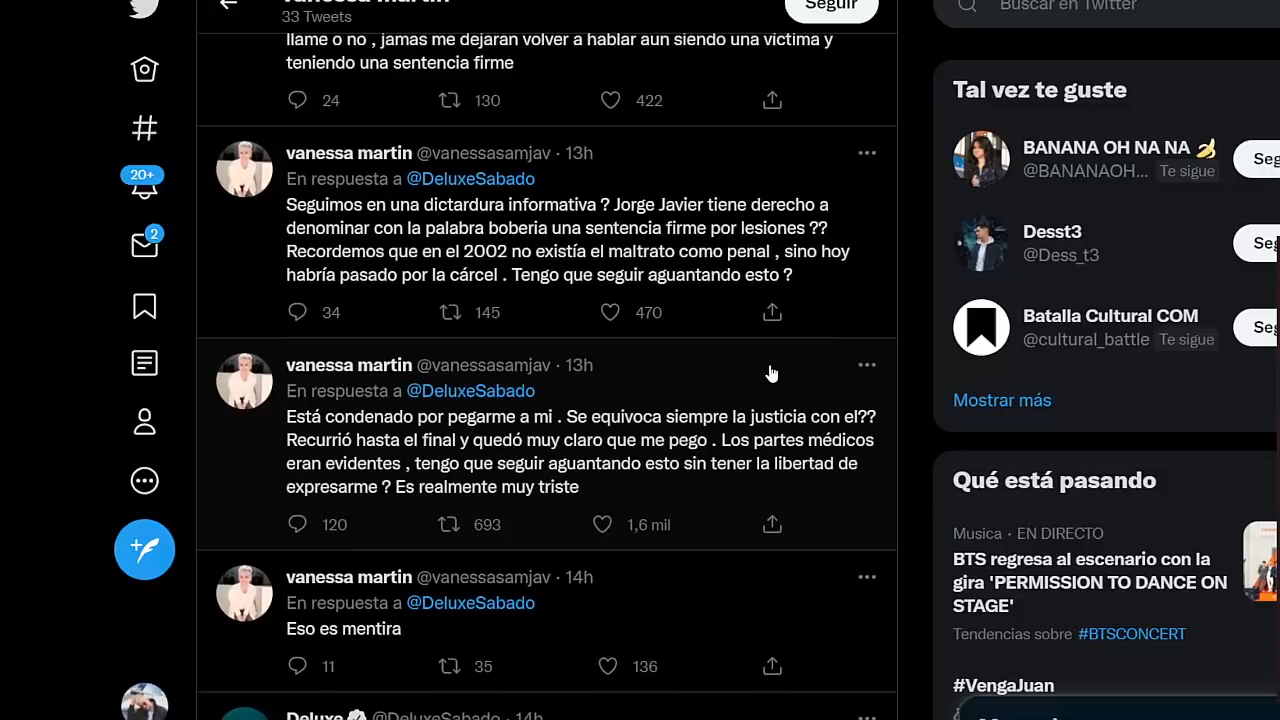 33 Tweets
Seguir
Buscar en Twitter
llame o no , jamas me dejaran volver a hablar aun siendo una victima y
teniendo una sentencia firme
24 130 422
vanessa martin @vanessasamjav · 13h
En respuesta a @DeluxeSabado
Seguimos en una dictardura informativa ? Jorge Javier tiene derecho a
denominar con la palabra boberia una sentencia firme por lesiones ??
Recordemos que en el 2002 no existía el maltrato como penal , sino hoy
habría pasado por la cárcel . Tengo que seguir aguantando esto ?
34 145 470
vanessa martin @vanessasamjav · 13h
En respuesta a @DeluxeSabado
Está condenado por pegarme a mi . Se equivoca siempre la justicia con el??
Recurrió hasta el final y quedó muy claro que me pego . Los partes médicos
eran evidentes , tengo que seguir aguantando esto sin tener la libertad de
expresarme ? Es realmente muy triste
120 693 1,6 mil
vanessa martin @vanessasamjav · 14h
En respuesta a @DeluxeSabado
Eso es mentira
11 35 136
Deluxe @DeluxeSabado · 14h
20+
2
Tal vez te guste
BANANA OH NA NA 🍌
@BANANAOH... Te sigue
Seg
Desst3
@Dess_t3
Seg
Batalla Cultural COM
@cultural_battle Te sigue
Seg
Mostrar más
Qué está pasando
Musica · EN DIRECTO
BTS regresa al escenario con la
gira 'PERMISSION TO DANCE ON
STAGE'
Tendencias sobre #BTSCONCERT
#VengaJuan